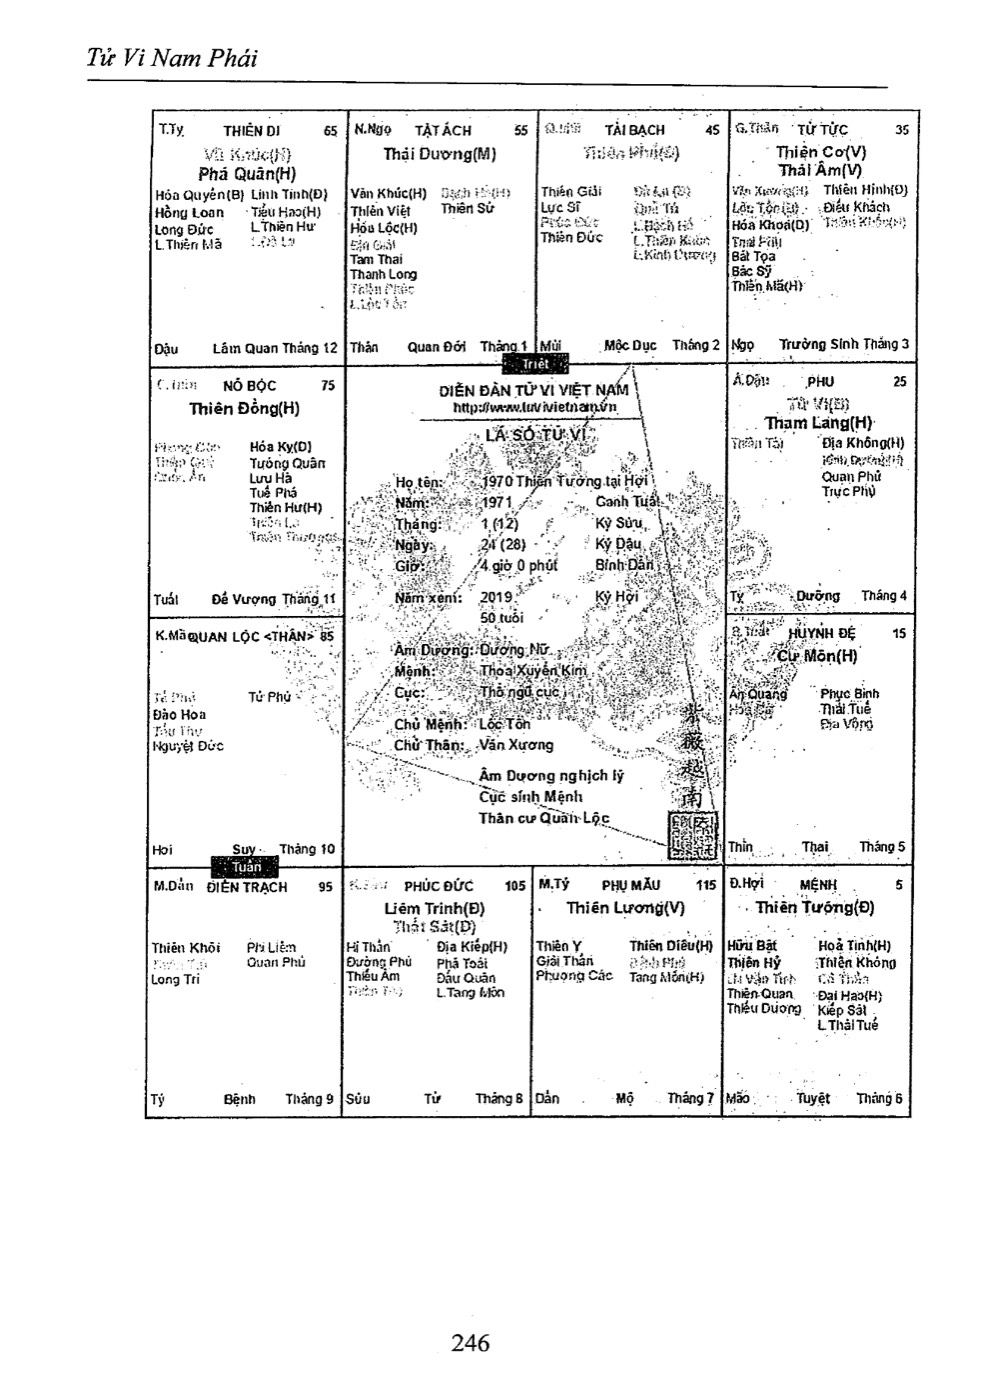 Tử Vi Nam Phái
T.Tỵ THIÊN DI 65
Phá Quân(H)
Hóa Quyền(B) Linh Tinh(Đ)
Hồng Loan Tiểu Hao(H)
Long Đức L.Thiên Hư
L.Thiên Mã
Dậu Lâm Quan Tháng 12
N.Ngọ TẬT ÁCH 55
Thái Dương(M)
Văn Khúc(H)
Thiên Việt Thiên Sứ
Hóa Lộc(H)
Tam Thai
Thanh Long
Thân Quan Đới Tháng 1
TÀI BẠCH 45
Thiên Giải
Lực Sĩ
Thiên Đức
Mùi Mộc Dục Tháng 2
G.Thân TỬ TỨC 35
Thiên Cơ(V)
Thái Âm(V)
Thiên Hình(Đ)
Điếu Khách
Hóa Khoa(D)
Bát Tọa
Bác Sỹ
Thiên Mã(H)
Ngọ Trường Sinh Tháng 3
Triệt
NÔ BỘC 75
Thiên Đồng(H)
Hóa Kỵ(D)
Tướng Quân
Lưu Hà
Tuế Phá
Thiên Hư(H)
Tuất Đế Vượng Tháng 11
DIỄN ĐÀN TỬ VI VIỆT NAM
http://www.tuvivietnam.vn
LÁ SỐ TỬ VI
Họ tên: 1970 Thiên Tướng tại Hợi
Năm: 1971 Canh Tuất
Tháng: 1 (12) Kỷ Sửu
Ngày: 24 (28) Kỷ Dậu
Giờ: 4 giờ 0 phút Bính Dần
Năm xem: 2019 Kỷ Hợi
50 tuổi
Âm Dương: Dương Nữ
Mệnh: Thoa Xuyến Kim
Cục: Thổ ngũ cục
Chủ Mệnh: Lộc Tồn
Chủ Thân: Văn Xương
Âm Dương nghịch lý
Cục sinh Mệnh
Thân cư Quan Lộc
紫
薇
越
南
Ấ.Dậu PHU 25
Tham Lang(H)
Địa Không(H)
Quan Phủ
Trực Phù
Tỵ Dưỡng Tháng 4
K.Mão QUAN LỘC <THÂN> 85
Tử Phù
Đào Hoa
Nguyệt Đức
Hợi Suy Tháng 10
HUYNH ĐỆ 15
Cự Môn(H)
Ân Quang Phục Binh
Thái Tuế
Địa Võng
Thìn Thai Tháng 5
Tuần
M.Dần ĐIỀN TRẠCH 95
Thiên Khôi Phi Liêm
Quan Phù
Long Trì
Tý Bệnh Tháng 9
PHÚC ĐỨC 105
Liêm Trinh(Đ)
Thất Sát(D)
Hỉ Thần Địa Kiếp(H)
Đường Phù Phá Toái
Thiếu Âm Đẩu Quân
L.Tang Môn
Sửu Tử Tháng 8
M.Tý PHỤ MẪU 115
Thiên Lương(V)
Thiên Y Thiên Diêu(H)
Giải Thần
Phượng Các Tang Môn(H)
Dần Mộ Tháng 7
Đ.Hợi MỆNH 5
Thiên Tướng(Đ)
Hữu Bật Hoả Tinh(H)
Thiên Hỷ Thiên Không
Thiên Quan Đại Hao(H)
Thiếu Dương Kiếp Sát
L.Thái Tuế
Mão Tuyệt Tháng 6
246